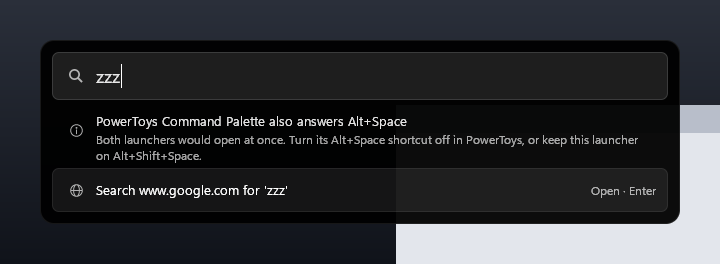 zzz
PowerToys Command Palette also answers Alt+Space
Both launchers would open at once. Turn its Alt+Space shortcut off in PowerToys, or keep this launcher
on Alt+Shift+Space.
Search www.google.com for 'zzz'
Open · Enter